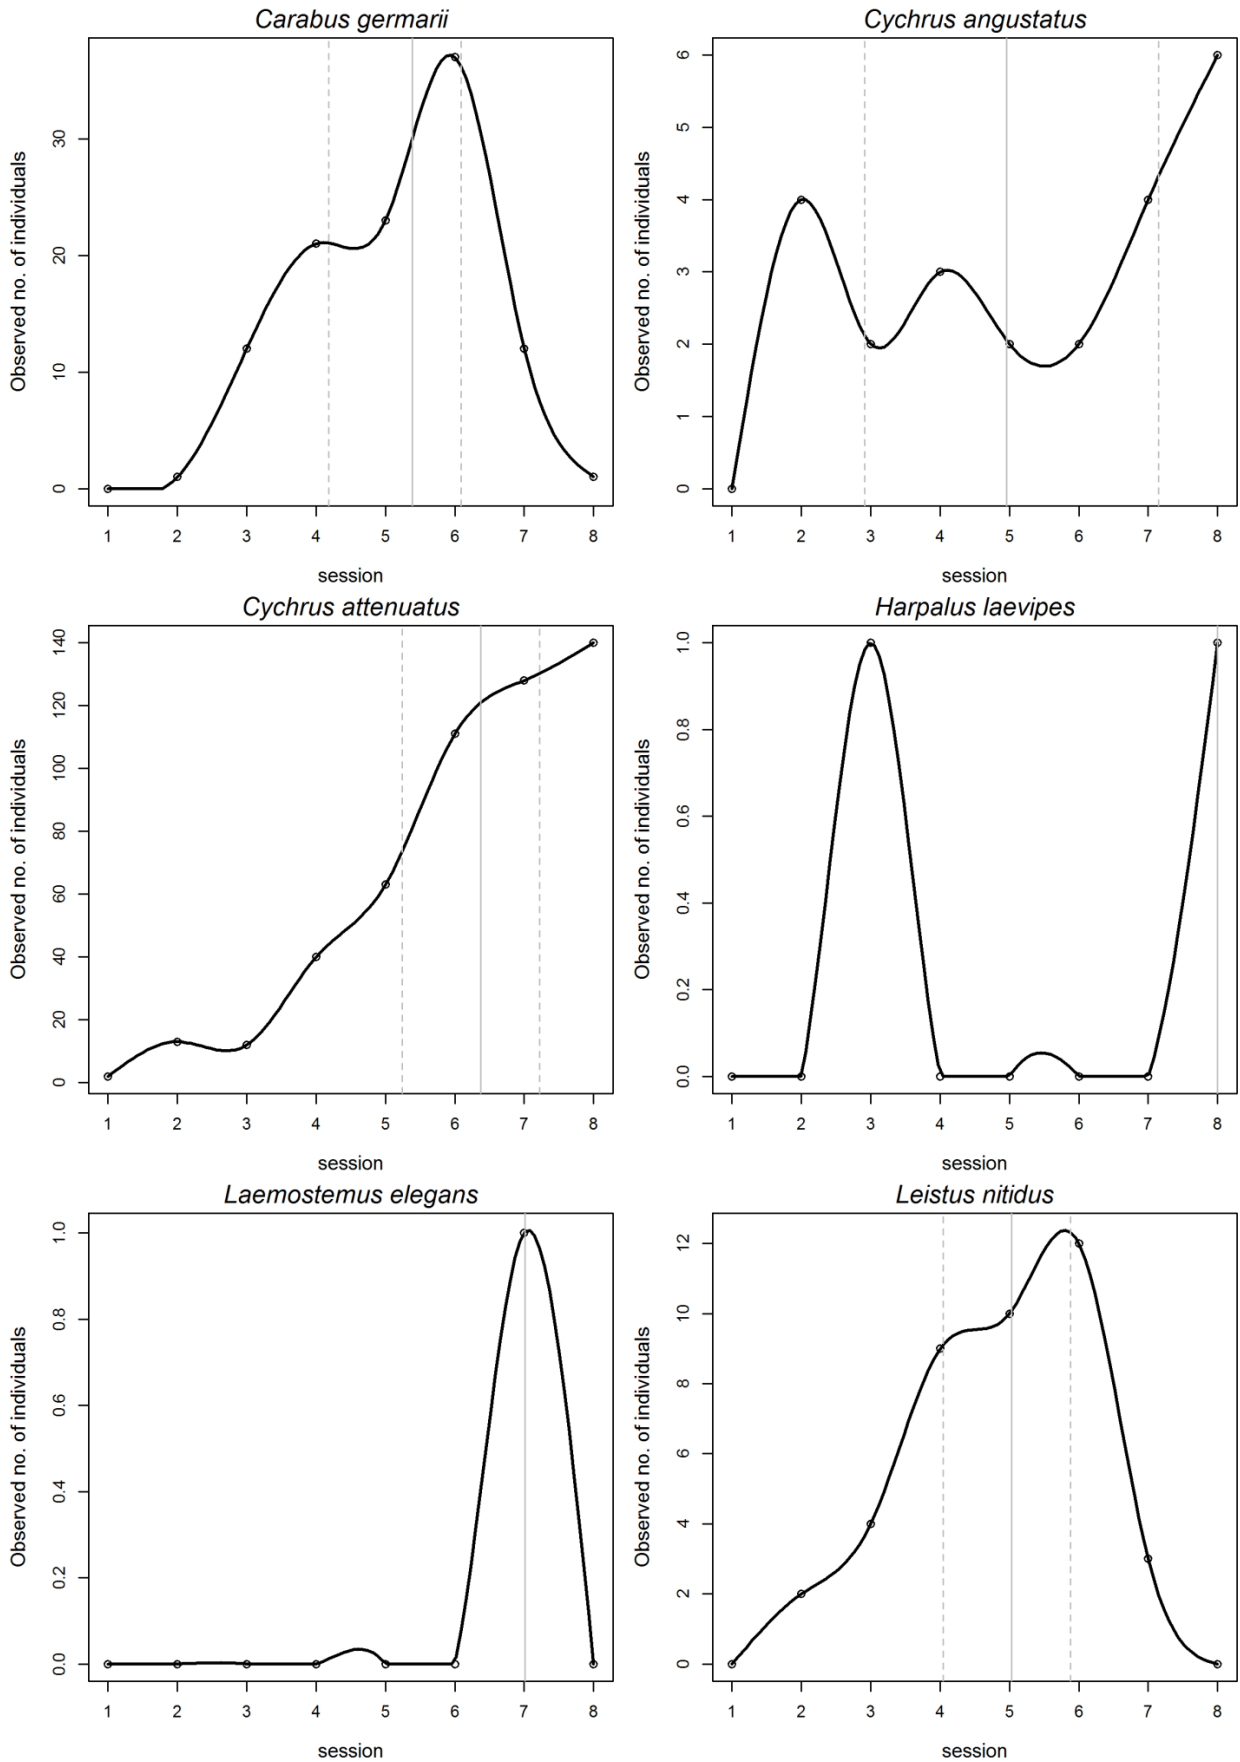 Carabus germarii
Observed no. of individuals
0 10 20 30
1 2 3 4 5 6 7 8
session
Cychrus angustatus
Observed no. of individuals
0 1 2 3 4 5 6
1 2 3 4 5 6 7 8
session
Cychrus attenuatus
Observed no. of individuals
0 20 40 60 80 100 120 140
1 2 3 4 5 6 7 8
session
Harpalus laevipes
Observed no. of individuals
0.0 0.2 0.4 0.6 0.8 1.0
1 2 3 4 5 6 7 8
session
Laemostemus elegans
Observed no. of individuals
0.0 0.2 0.4 0.6 0.8 1.0
1 2 3 4 5 6 7 8
session
Leistus nitidus
Observed no. of individuals
0 2 4 6 8 10 12
1 2 3 4 5 6 7 8
session